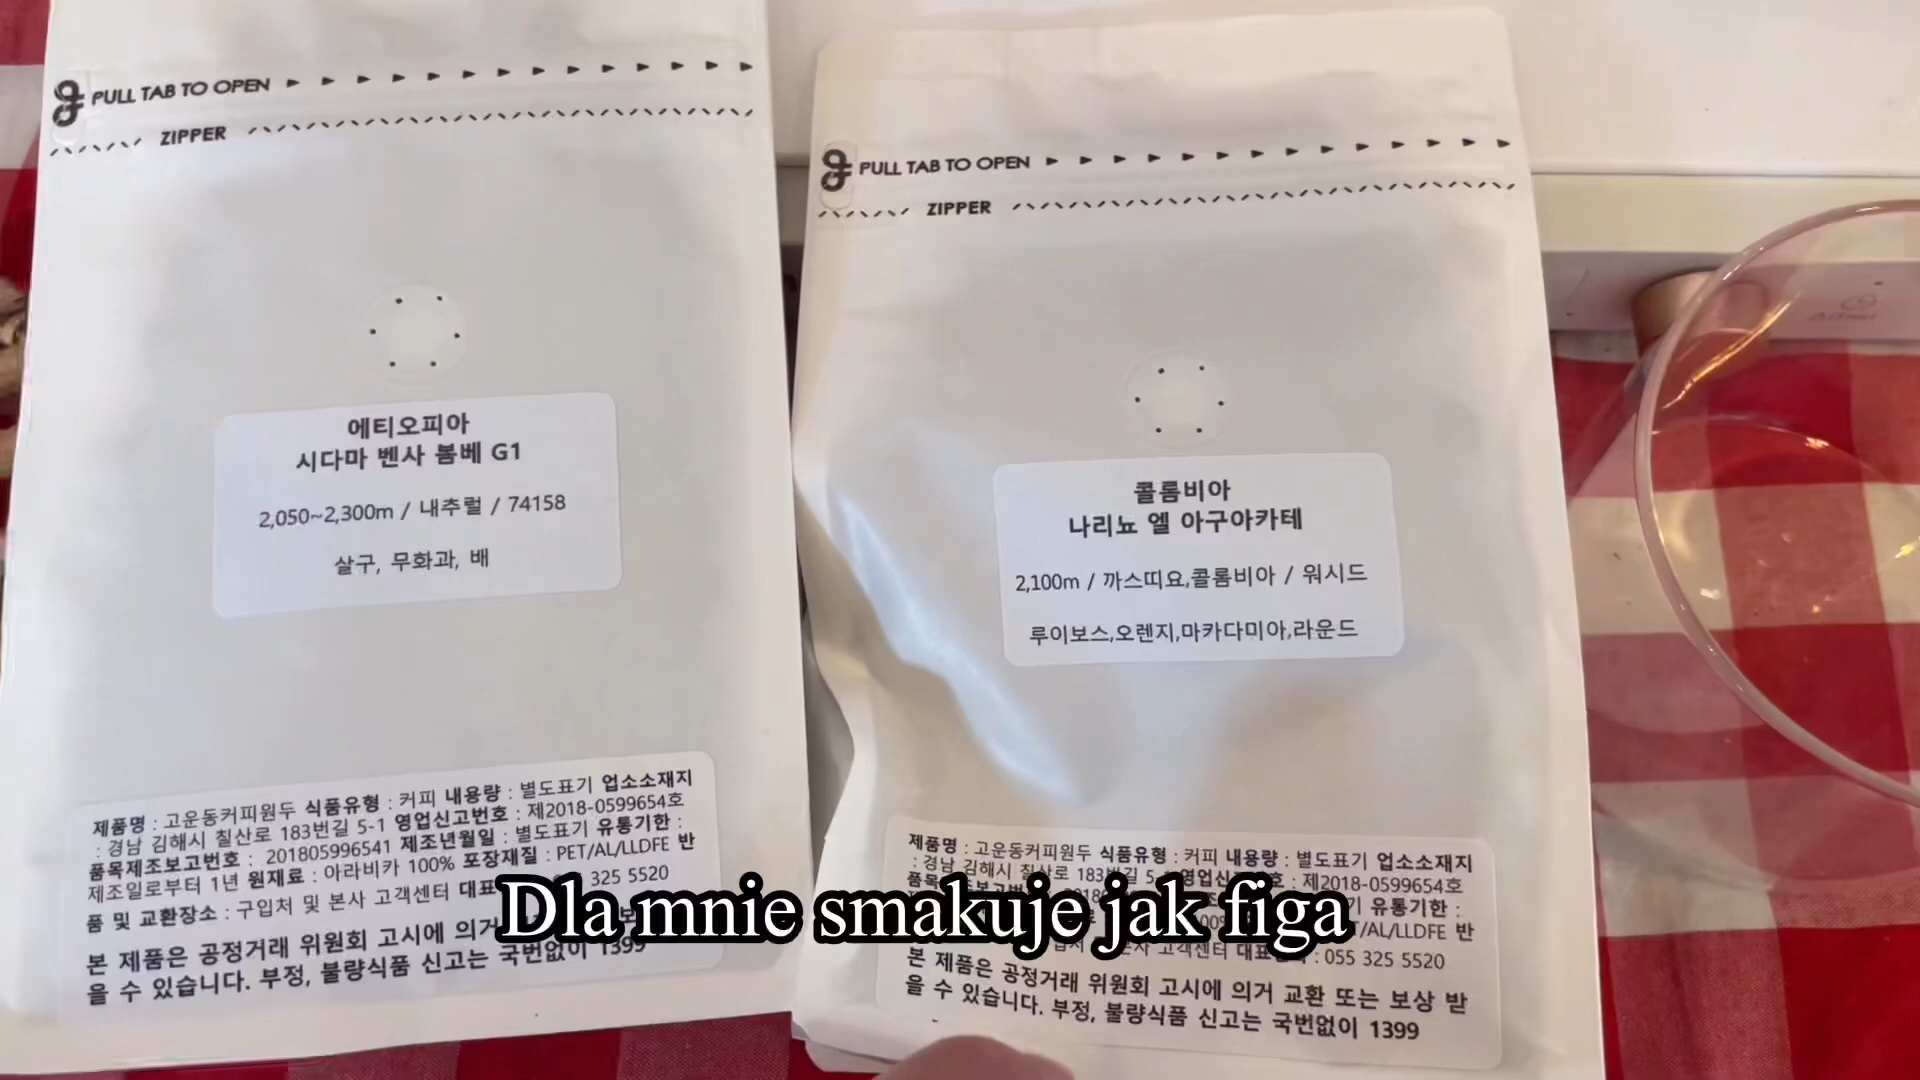 PULL TAB TO OPEN
ZIPPER
에티오피아
시다마 벤사 봄베 G1
2,050~2,300m / 내추럴 / 74158
살구, 무화과, 배
제품명 : 고운동커피원두 식품유형 : 커피 내용량 : 별도표기 업소소재지
: 경남 김해시 칠산로 183번길 5-1 영업신고번호 : 제2018-0599654호
품목제조보고번호 : 201805996541 제조년월일 : 별도표기 유통기한 :
제조일로부터 1년 원재료 : 아라비카 100% 포장재질 : PET/AL/LLDFE 반
품 및 교환장소 : 구입처 및 본사 고객센터 325 5520
본 제품은 공정거래 위원회 고시에 의거
을 수 있습니다. 부정, 불량식품 신고는 국번없이 1399
PULL TAB TO OPEN
ZIPPER
콜롬비아
나리뇨 엘 아구아카테
2,100m / 까스띠요,콜롬비아 / 워시드
루이보스,오렌지,마카다미아,라운드
제품명 : 고운동커피원두 식품유형 : 커피 내용량 : 별도표기 업소소재지
: 경남 김해시 칠산로 183번길 : 제2018-0599654호
유통기한 :
반
고객센터 : 055 325 5520
본 제품은 공정거래 위원회 고시에 의거 교환 또는 보상 받
을 수 있습니다. 부정, 불량식품 신고는 국번없이 1399
Dla mnie smakuje jak figa